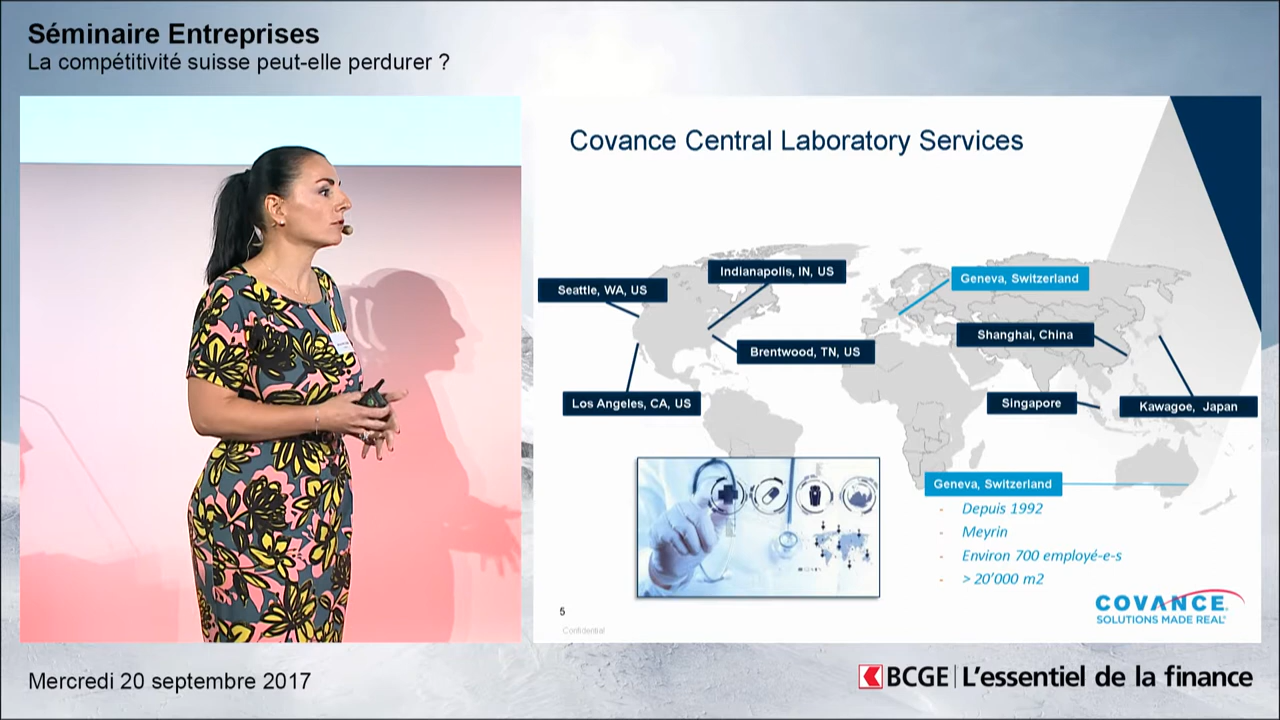 Séminaire Entreprises
La compétitivité suisse peut-elle perdurer ?
Covance Central Laboratory Services
Indianapolis, IN, US
Geneva, Switzerland
Seattle, WA, US
Shanghai, China
Brentwood, TN, US
Los Angeles, CA, US
Singapore
Kawagoe, Japan
Geneva, Switzerland
- Depuis 1992
- Meyrin
- Environ 700 employé-e-s
- > 20’000 m2
5
Confidential
COVANCE
SOLUTIONS MADE REAL®
Mercredi 20 septembre 2017
BCGE | L’essentiel de la finance